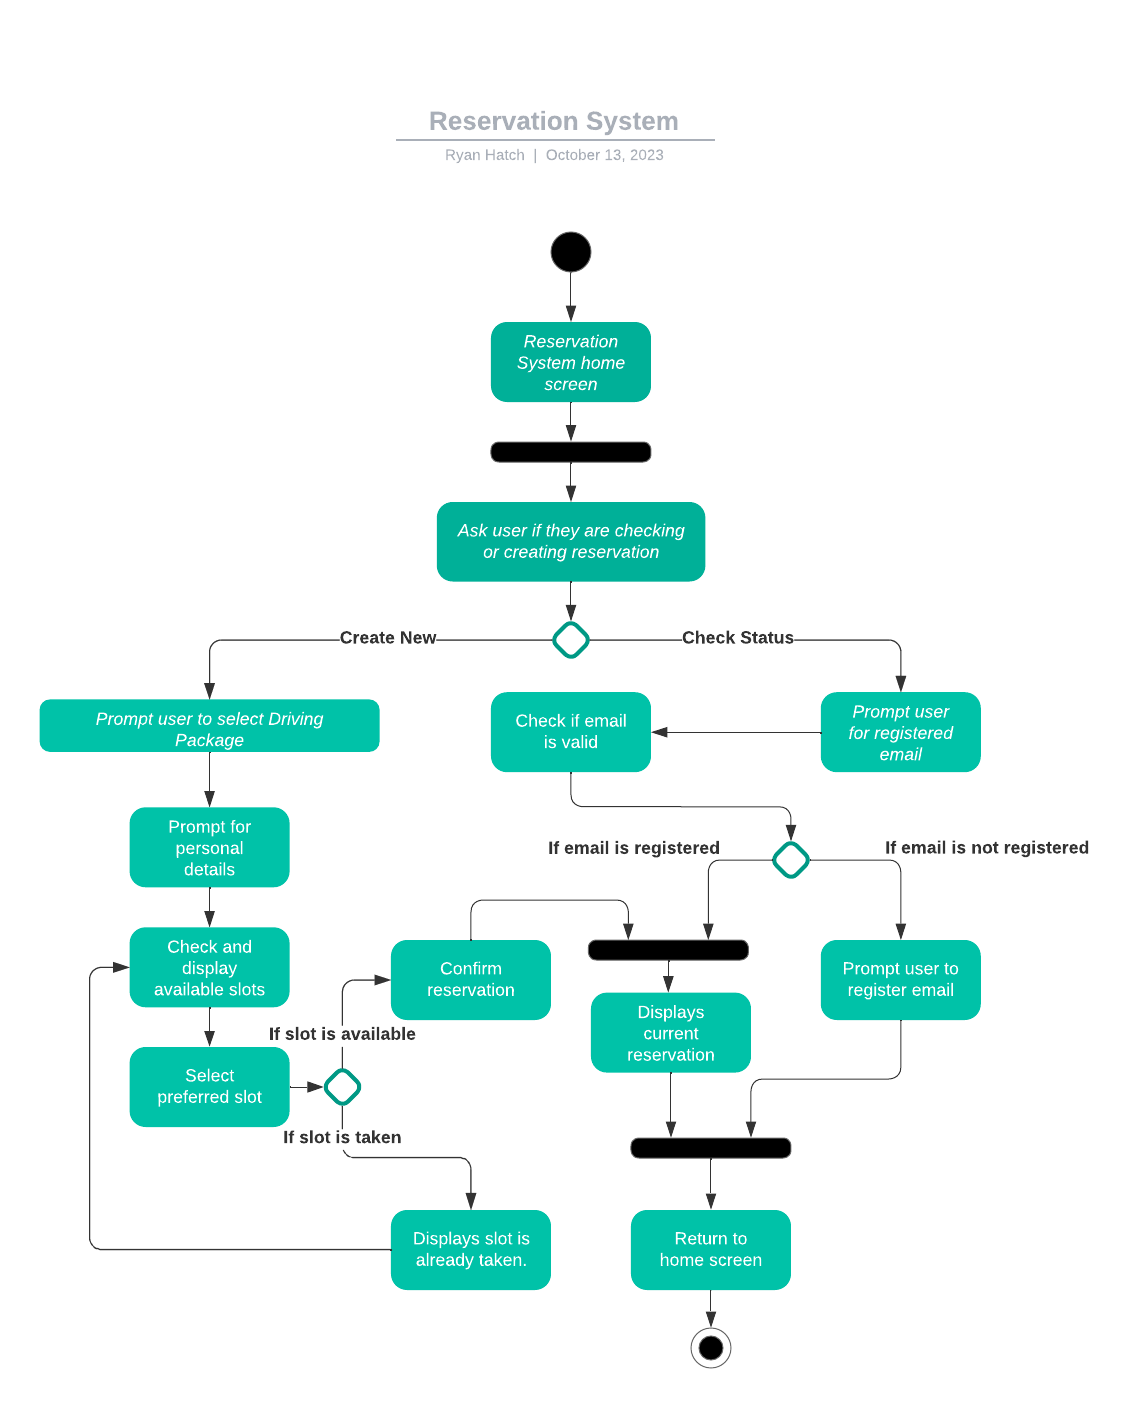 Reservation System
Ryan Hatch | October 13, 2023
Reservation
System home
screen
Ask user if they are checking
or creating reservation
Create New
Check Status
Prompt user to select Driving
Package
Check if email
is valid
Prompt user
for registered
email
Prompt for
personal
details
If email is registered
If email is not registered
Check and
display
available slots
Confirm
reservation
Prompt user to
register email
Displays
current
reservation
If slot is available
Select
preferred slot
If slot is taken
Displays slot is
already taken.
Return to
home screen